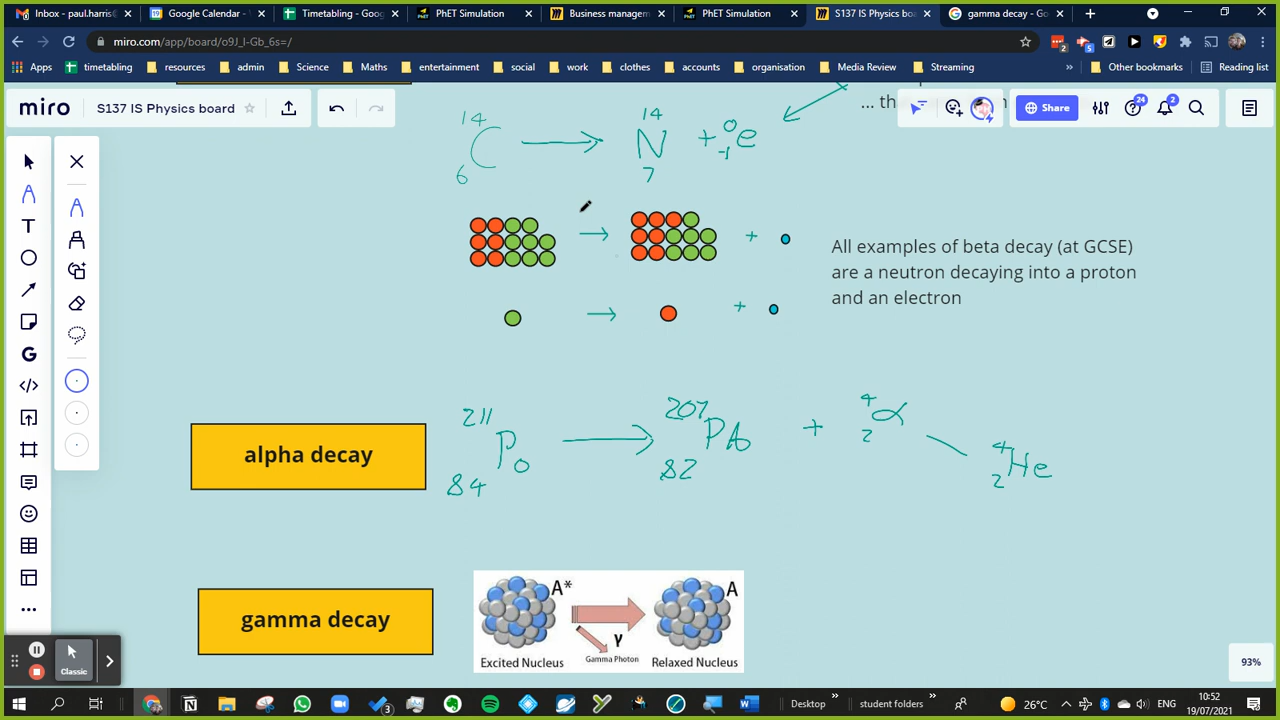 Inbox - paul.harris@
Google Calendar -
Timetabling - Goo
PhET Simulation
Business managem
PhET Simulation
S137 IS Physics boa
gamma decay - Go
miro.com/app/board/o9J_l-Gb_6s=/
Apps
timetabling
resources
admin
Science
Maths
entertainment
social
work
clothes
accounts
organisation
Media Review
Streaming
»
Other bookmarks
Reading list
miro
S137 IS Physics board
Share
24
2
... th
14
6 C → 14 7 N + 0 -1 e
→ +
→ +
All examples of beta decay (at GCSE)
are a neutron decaying into a proton
and an electron
alpha decay
211 84 Po → 207 82 Pb + 4 2 α
4 2 He
gamma decay
A*
A
γ
Gamma Photon
Excited Nucleus
Relaxed Nucleus
Classic
93%
Desktop
student folders
26°C
ENG
10:52
19/07/2021